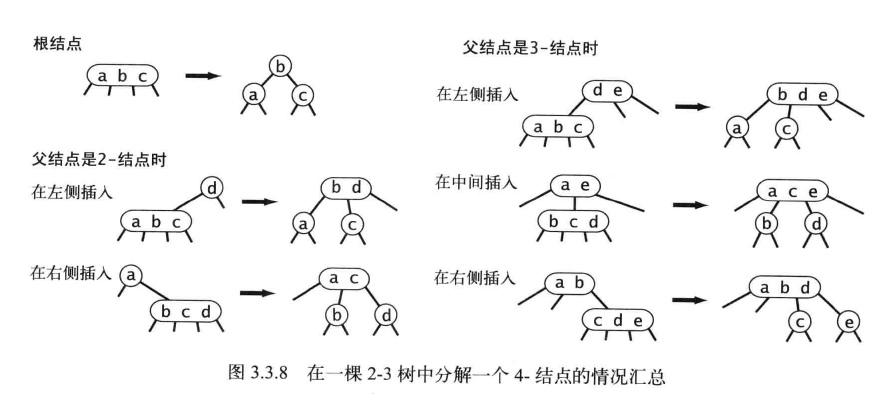 根结点
a b c
b
a
c
父结点是2-结点时
在左侧插入
d
a b c
b d
a
c
在右侧插入
a
b c d
a c
b
d
父结点是3-结点时
在左侧插入
d e
a b c
b d e
a
c
在中间插入
a e
b c d
a c e
b
d
在右侧插入
a b
c d e
a b d
c
e
图 3.3.8 在一棵 2-3 树中分解一个 4- 结点的情况汇总